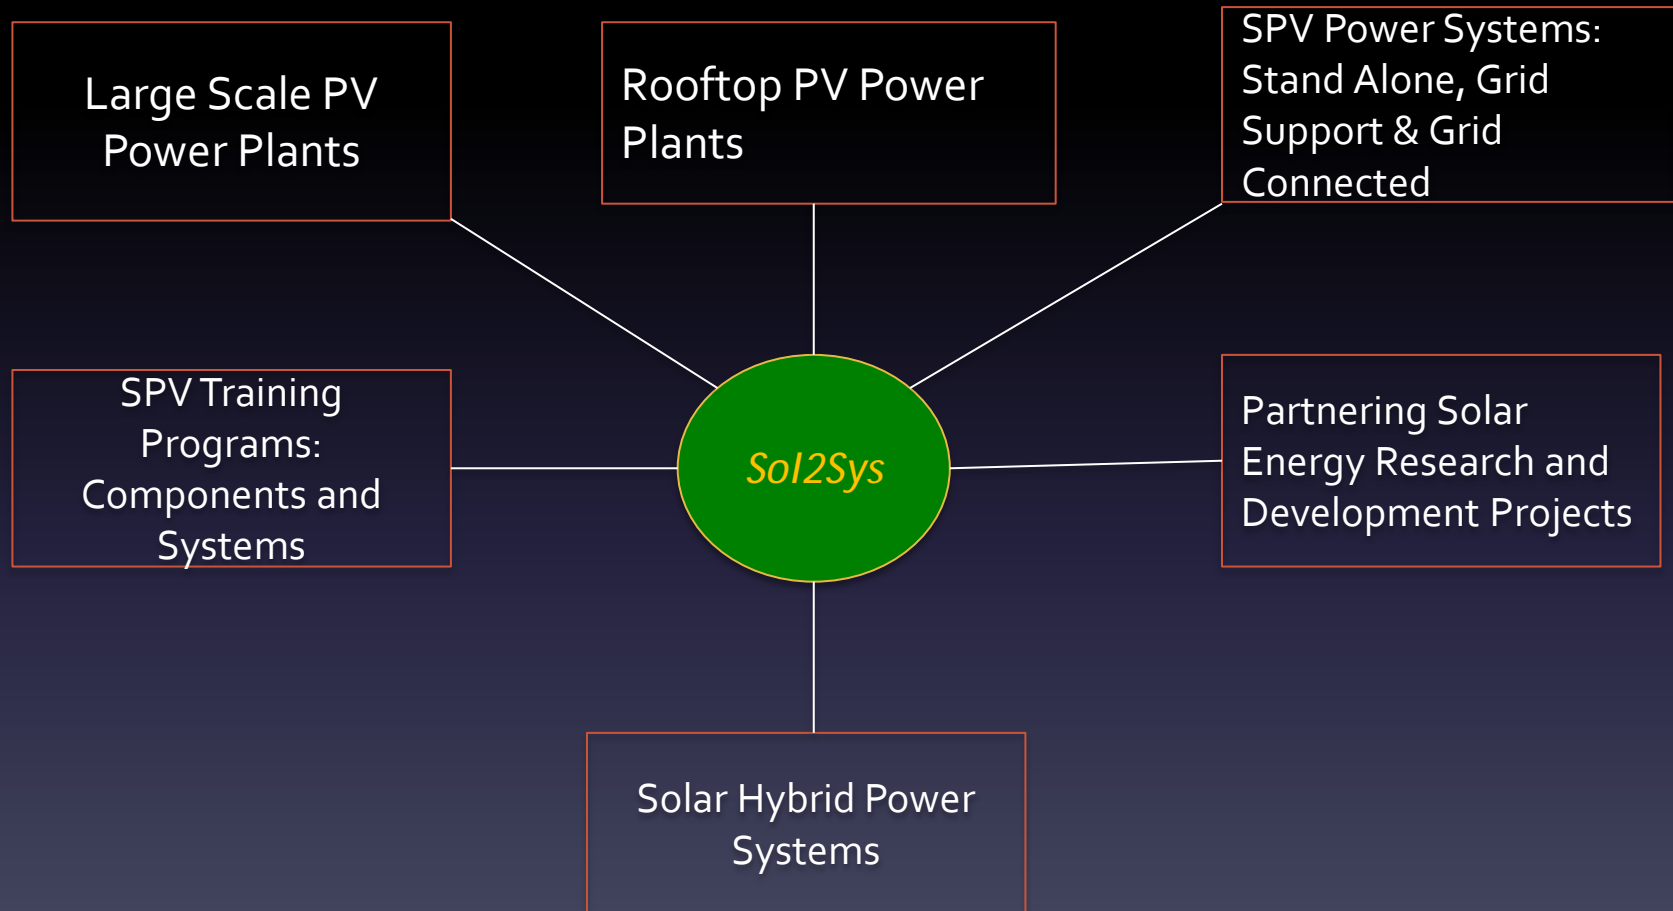 Large Scale PV
Power Plants
Rooftop PV Power
Plants
SPV Power Systems:
Stand Alone, Grid
Support & Grid
Connected
SPV Training
Programs:
Components and
Systems
Sol2Sys
Partnering Solar
Energy Research and
Development Projects
Solar Hybrid Power
Systems